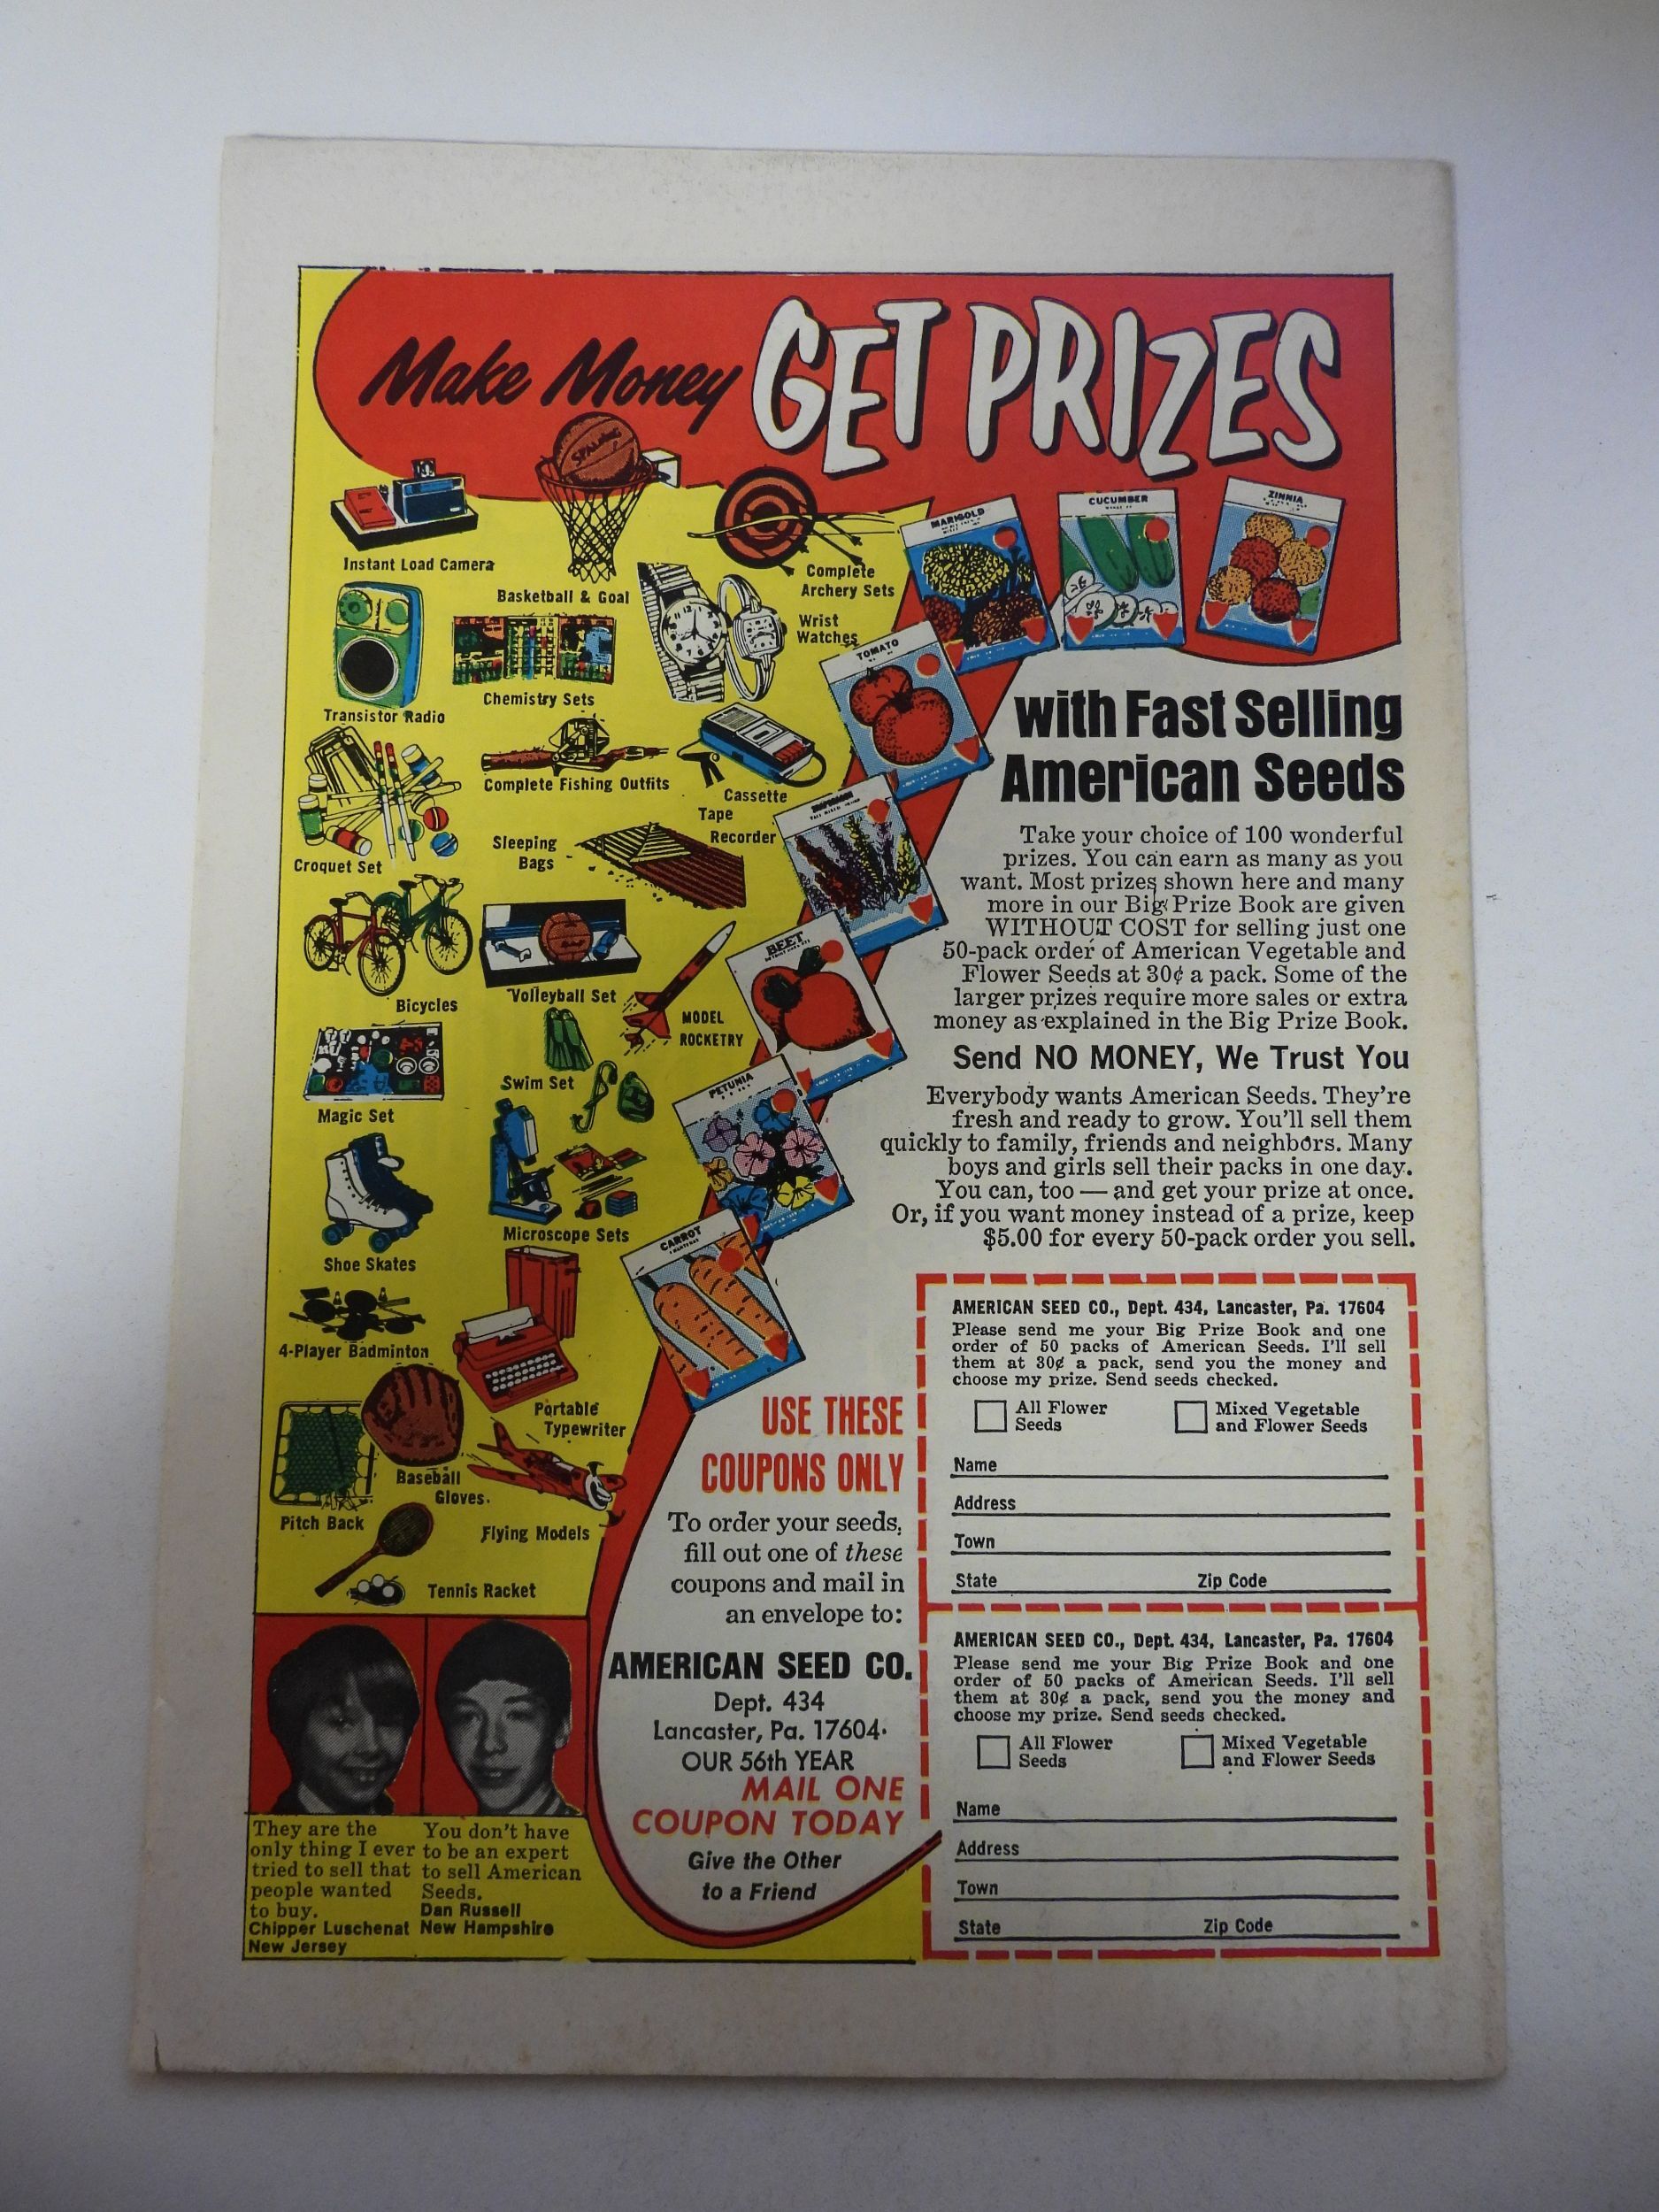 Make Money GET PRIZES
SPALDING
Instant Load Camera
Basketball & Goal
Complete
Archery Sets
Wrist
Watches
Transistor Radio
Chemistry Sets
Complete Fishing Outfits
Cassette
Tape
Recorder
Croquet Set
Sleeping
Bags
Bicycles
Volleyball Set
MODEL
ROCKETRY
Magic Set
Swim Set
Shoe Skates
Microscope Sets
4-Player Badminton
Portable
Typewriter
Baseball
Gloves.
Pitch Back
Flying Models
Tennis Racket
MARIGOLD
CUCUMBER
ZINNIA
TOMATO
BEET
PETUNIA
CARROT
with Fast Selling
American Seeds
Take your choice of 100 wonderful
prizes. You can earn as many as you
want. Most prizes shown here and many
more in our Big Prize Book are given
WITHOUT COST for selling just one
50-pack order of American Vegetable and
Flower Seeds at 30¢ a pack. Some of the
larger prizes require more sales or extra
money as explained in the Big Prize Book.
Send NO MONEY, We Trust You
Everybody wants American Seeds. They're
fresh and ready to grow. You'll sell them
quickly to family, friends and neighbors. Many
boys and girls sell their packs in one day.
You can, too — and get your prize at once.
Or, if you want money instead of a prize, keep
$5.00 for every 50-pack order you sell.
USE THESE
COUPONS ONLY
To order your seeds,
fill out one of these
coupons and mail in
an envelope to:
AMERICAN SEED CO.
Dept. 434
Lancaster, Pa. 17604
OUR 56th YEAR
MAIL ONE
COUPON TODAY
Give the Other
to a Friend
They are the
only thing I ever
tried to sell that
people wanted
to buy.
Chipper Luschenat
New Jersey
You don't have
to be an expert
to sell American
Seeds.
Dan Russell
New Hampshire
AMERICAN SEED CO., Dept. 434, Lancaster, Pa. 17604
Please send me your Big Prize Book and one
order of 50 packs of American Seeds. I'll sell
them at 30¢ a pack, send you the money and
choose my prize. Send seeds checked.
All Flower
Seeds
Mixed Vegetable
and Flower Seeds
Name
Address
Town
State Zip Code
AMERICAN SEED CO., Dept. 434, Lancaster, Pa. 17604
Please send me your Big Prize Book and one
order of 50 packs of American Seeds. I'll sell
them at 30¢ a pack, send you the money and
choose my prize. Send seeds checked.
All Flower
Seeds
Mixed Vegetable
and Flower Seeds
Name
Address
Town
State Zip Code